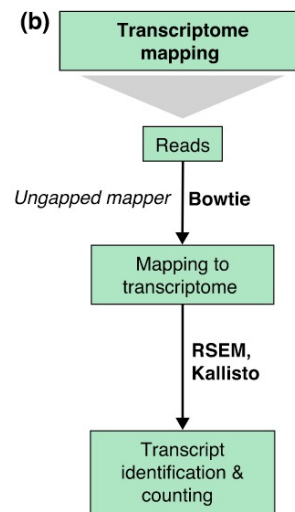 (b)
Transcriptome
mapping
Reads
Ungapped mapper Bowtie
Mapping to
transcriptome
RSEM,
Kallisto
Transcript
identification &
counting